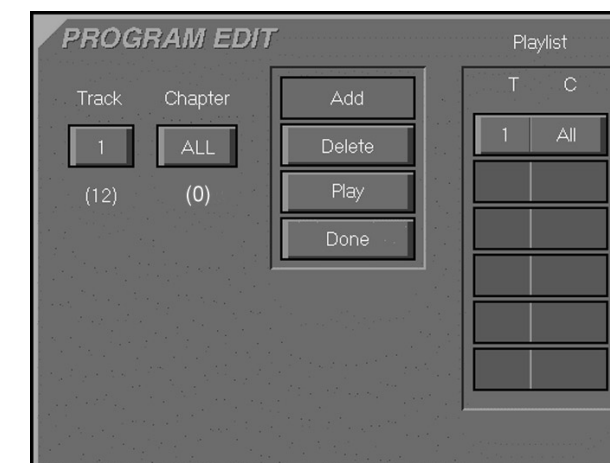 PROGRAM EDIT
Playlist
Track Chapter
1 ALL
(12) (0)
Add
Delete
Play
Done
T C
1 All